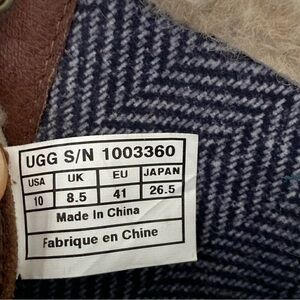 UGG S/N 1003360
USA UK EU JAPAN
10 8.5 41 26.5
Made In China
Fabrique en Chine